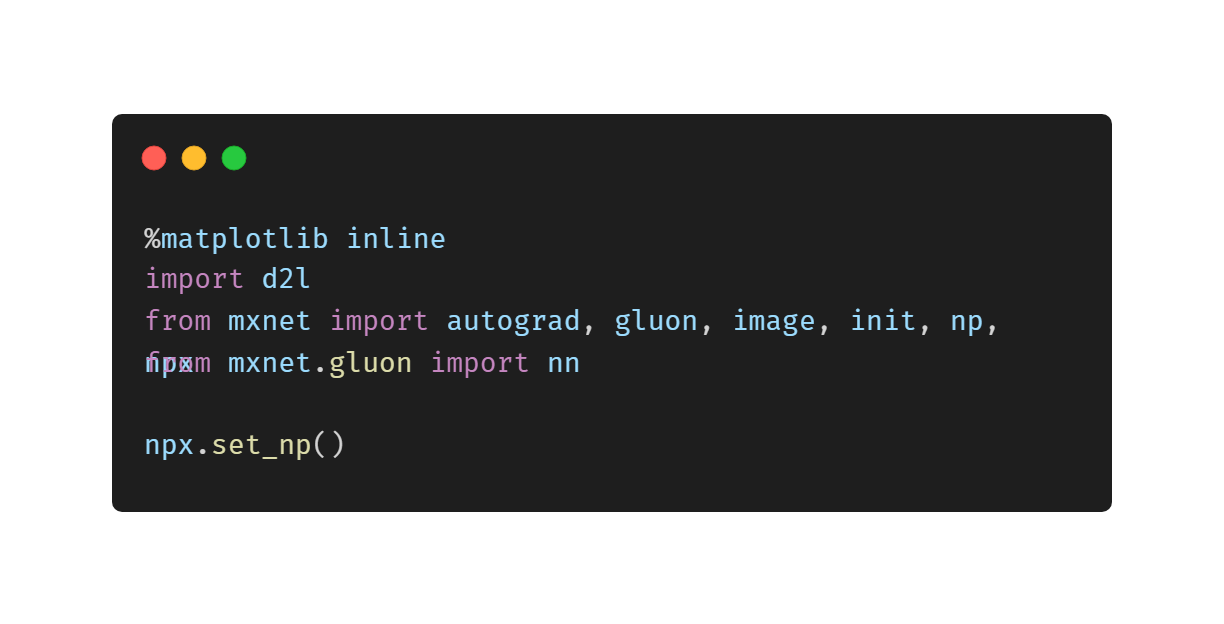 %matplotlib inline
import d2l
from mxnet import autograd, gluon, image, init, np,
npx
from mxnet.gluon import nn
npx.set_np()